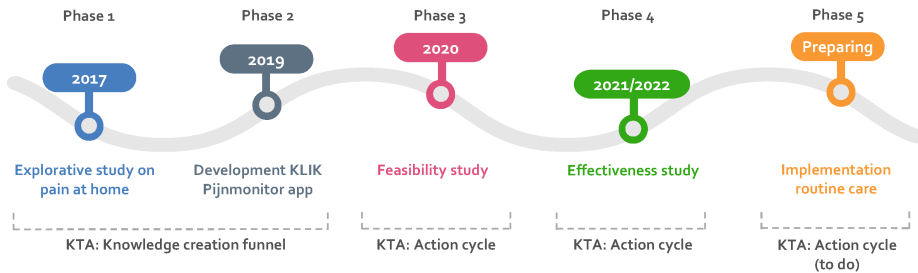 Phase 1
Phase 2
Phase 3
Phase 4
Phase 5
2017
2019
2020
2021/2022
Preparing
Explorative study on
pain at home
Development KLIK
Pijnmonitor app
Feasibility study
Effectiveness study
Implementation
routine care
KTA: Knowledge creation funnel
KTA: Action cycle
KTA: Action cycle
KTA: Action cycle
(to do)